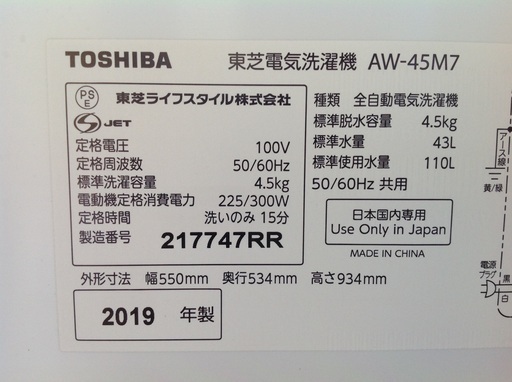 TOSHIBA 東芝電気洗濯機 AW-45M7
PSE 東芝ライフスタイル株式会社
S JET
定格電圧 100V
定格周波数 50/60Hz
標準洗濯容量 4.5kg
電動機定格消費電力 225/300W
定格時間 洗いのみ 15分
製造番号 217747RR
種類 全自動電気洗濯機
標準脱水容量 4.5kg
標準水量 43L
標準使用水量 110L
50/60Hz 共用
日本国内専用
Use Only in Japan
MADE IN CHINA
外形寸法 幅550mm 奥行534mm 高さ934mm
2019 年製
アース線
黄/緑
電源
プラグ
黒
白